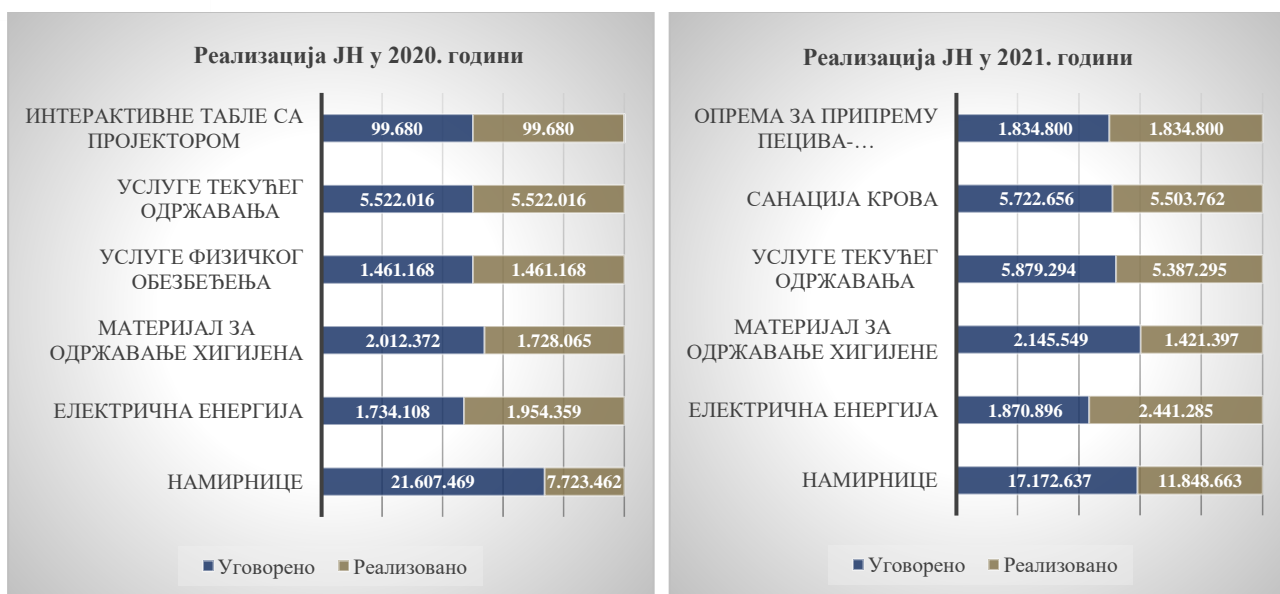 Реализација ЈН у 2020. години
ИНТЕРАКТИВНЕ ТАБЛЕ СА
ПРОЈЕКТОРОМ
99.680
99.680
УСЛУГЕ ТЕКУЋЕГ
ОДРЖАВАЊА
5.522.016
5.522.016
УСЛУГЕ ФИЗИЧКОГ
ОБЕЗБЕЂЕЊА
1.461.168
1.461.168
МАТЕРИЈАЛ ЗА
ОДРЖАВАЊЕ ХИГИЈЕНА
2.012.372
1.728.065
ЕЛЕКТРИЧНА ЕНЕРГИЈА
1.734.108
1.954.359
НАМИРНИЦЕ
21.607.469
7.723.462
Уговорено
Реализовано
Реализација ЈН у 2021. години
ОПРЕМА ЗА ПРИПРЕМУ
ПЕЦИВА-…
1.834.800
1.834.800
САНАЦИЈА КРОВА
5.722.656
5.503.762
УСЛУГЕ ТЕКУЋЕГ
ОДРЖАВАЊА
5.879.294
5.387.295
МАТЕРИЈАЛ ЗА
ОДРЖАВАЊЕ ХИГИЈЕНЕ
2.145.549
1.421.397
ЕЛЕКТРИЧНА ЕНЕРГИЈА
1.870.896
2.441.285
НАМИРНИЦЕ
17.172.637
11.848.663
Уговорено
Реализовано